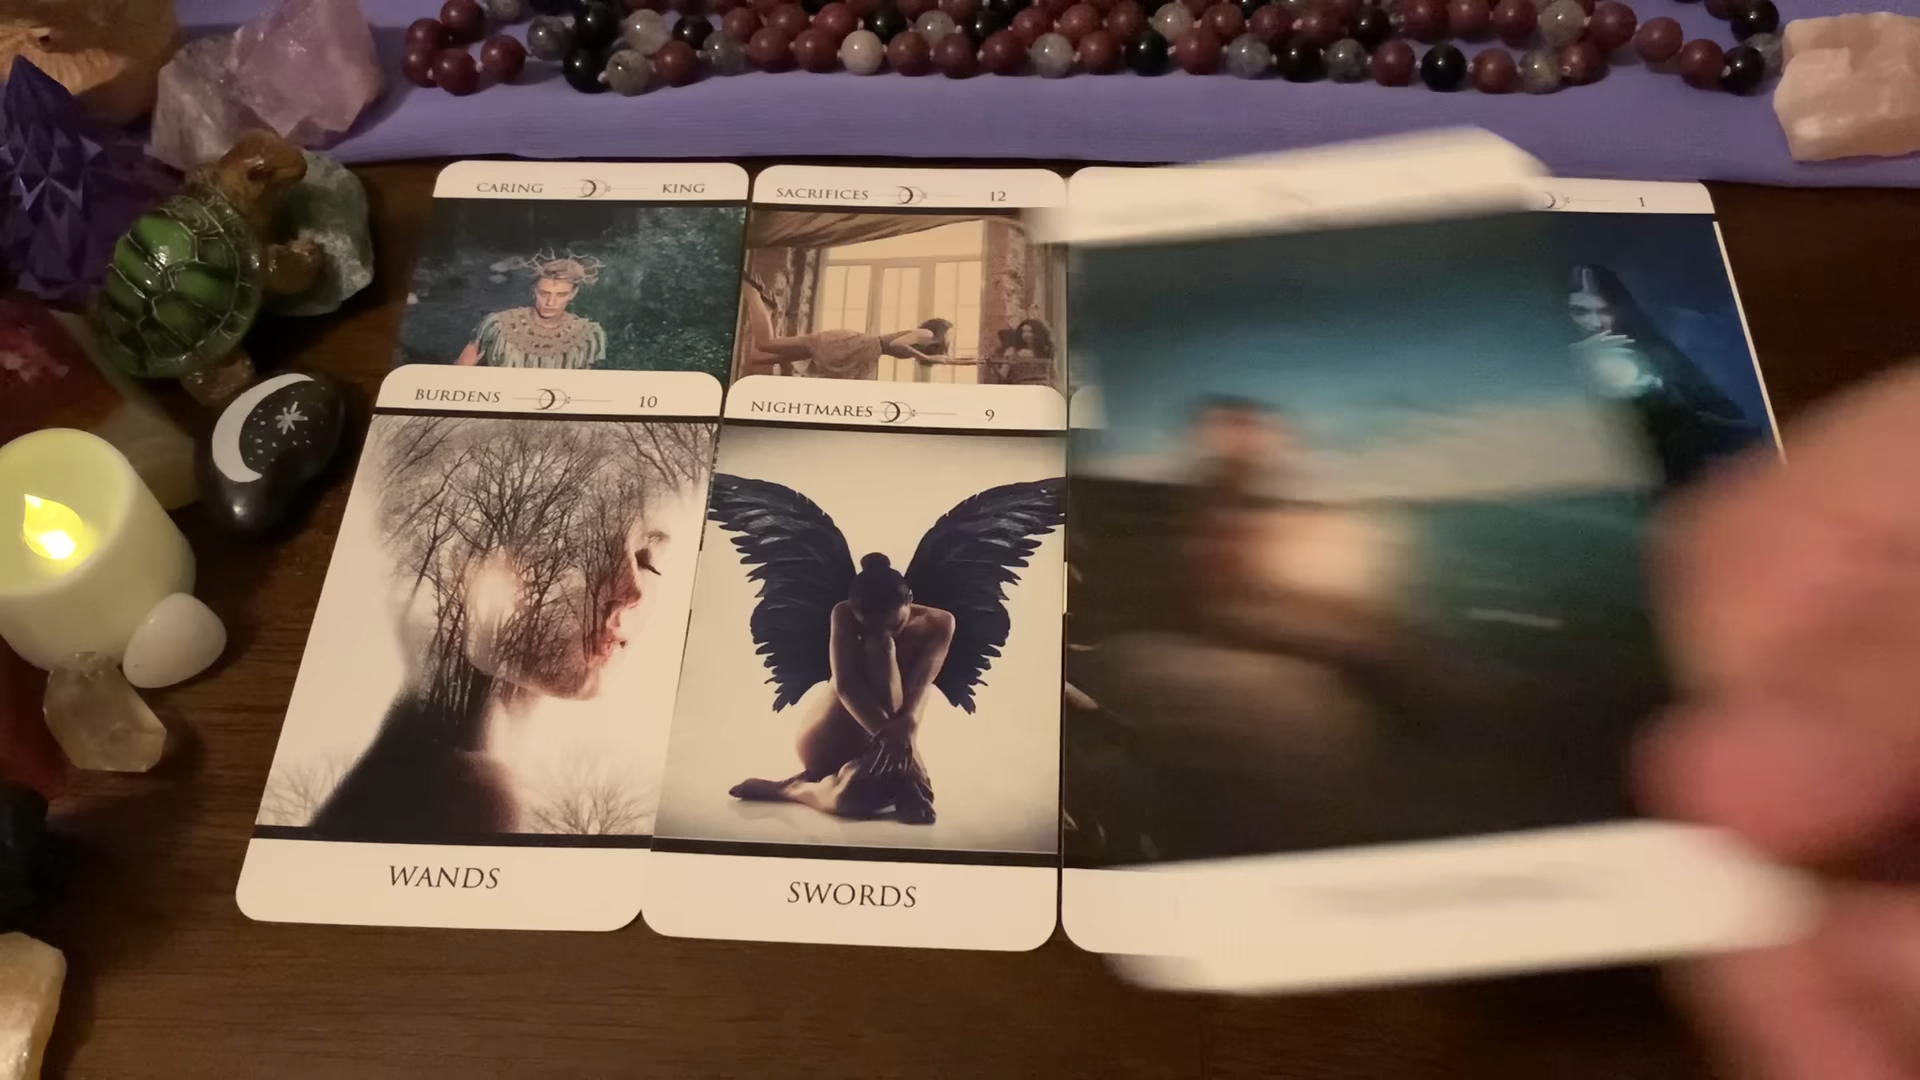 CARING KING
SACRIFICES 12
1
BURDENS 10
NIGHTMARES 9
WANDS
SWORDS